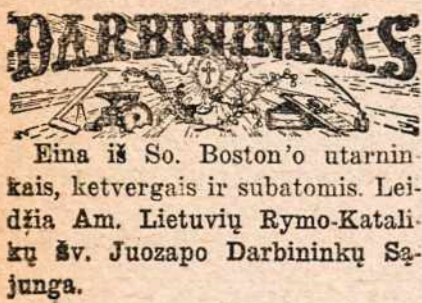 DARBININKAS
Eina iš So. Boston'o utarnin
kais, ketvergais ir subatomis. Lei-
džia Am. Lietuvių Rymo-Katali
kų šv. Juozapo Darbininkų Są-
junga.